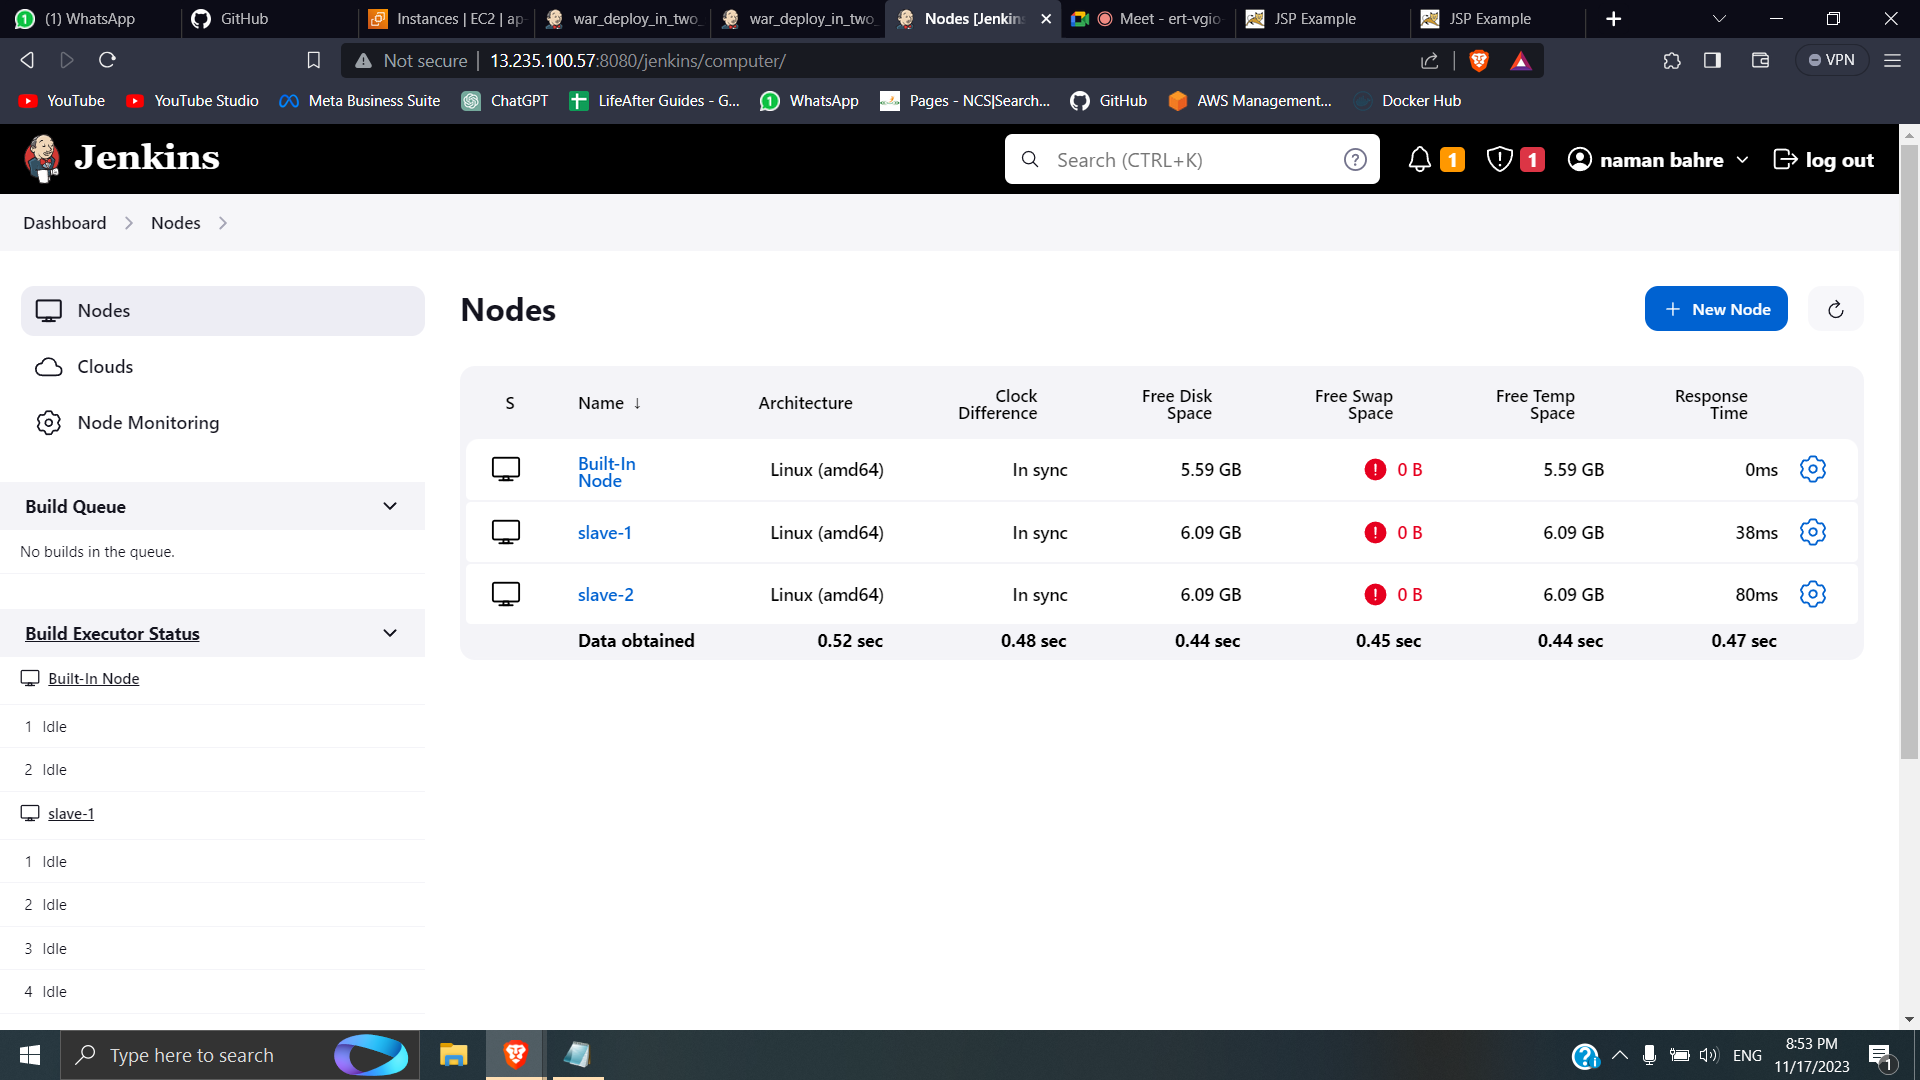 (1) WhatsApp
GitHub
Instances | EC2 | ap-
war_deploy_in_two_
war_deploy_in_two_
Nodes [Jenkins
Meet - ert-vgio-
JSP Example
JSP Example
Not secure
13.235.100.57:8080/jenkins/computer/
VPN
YouTube
YouTube Studio
Meta Business Suite
ChatGPT
LifeAfter Guides - G...
WhatsApp
Pages - NCS|Search...
GitHub
AWS Management...
Docker Hub
Jenkins
Search (CTRL+K)
1
1
naman bahre
log out
Dashboard
Nodes
Nodes
Clouds
Node Monitoring
Build Queue
No builds in the queue.
Build Executor Status
Built-In Node
1 Idle
2 Idle
slave-1
1 Idle
2 Idle
3 Idle
4 Idle
Nodes
+ New Node
S Name ↓ Architecture Clock Difference Free Disk Space Free Swap Space Free Temp Space Response Time
Built-In Node Linux (amd64) In sync 5.59 GB 0 B 5.59 GB 0ms
slave-1 Linux (amd64) In sync 6.09 GB 0 B 6.09 GB 38ms
slave-2 Linux (amd64) In sync 6.09 GB 0 B 6.09 GB 80ms
Data obtained 0.52 sec 0.48 sec 0.44 sec 0.45 sec 0.44 sec 0.47 sec
Type here to search
ENG
8:53 PM
11/17/2023
1